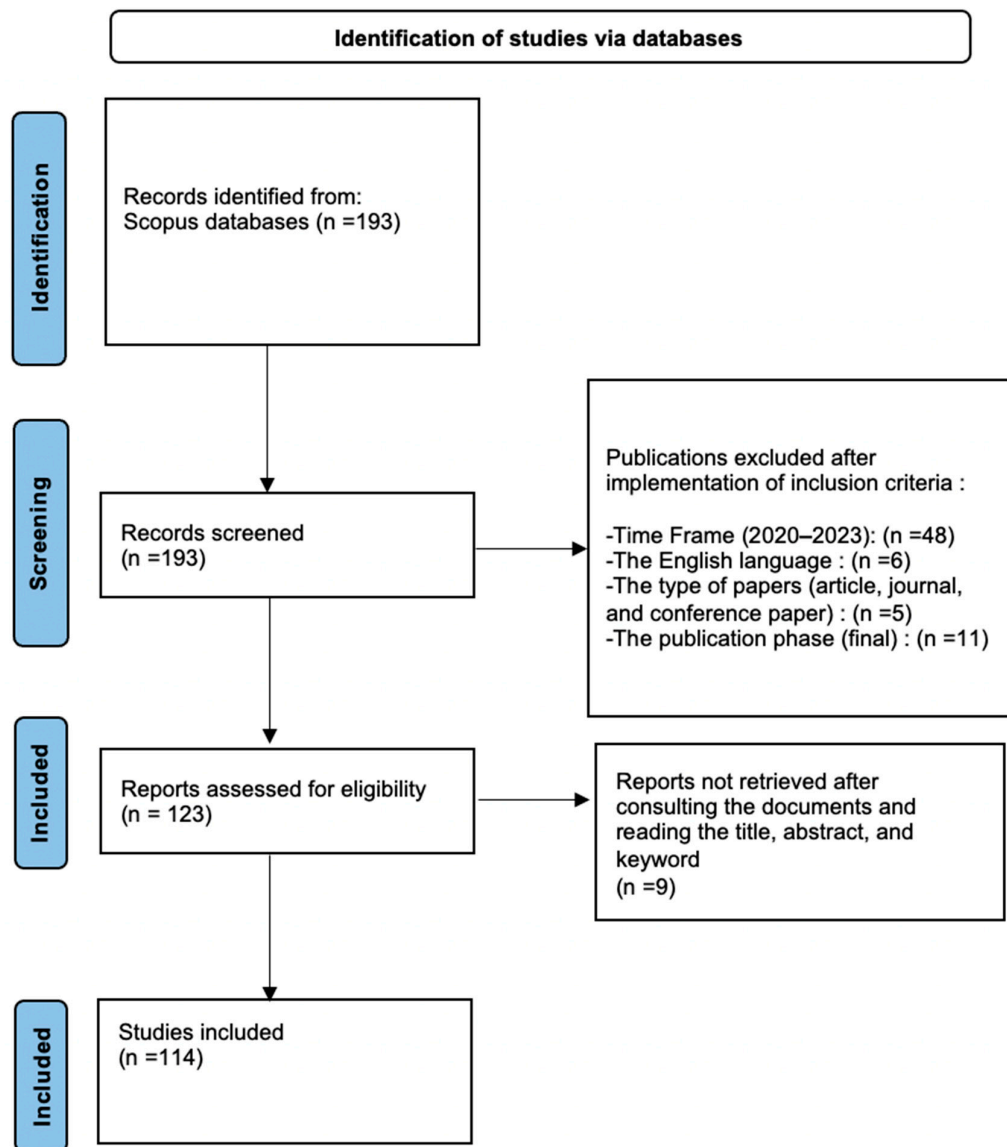 Identification of studies via databases
Identification
Records identified from:
Scopus databases (n =193)
Screening
Records screened
(n =193)
Publications excluded after
implementation of inclusion criteria :
-Time Frame (2020–2023): (n =48)
-The English language : (n =6)
-The type of papers (article, journal,
and conference paper) : (n =5)
-The publication phase (final) : (n =11)
Included
Reports assessed for eligibility
(n = 123)
Reports not retrieved after
consulting the documents and
reading the title, abstract, and
keyword
(n =9)
Included
Studies included
(n =114)